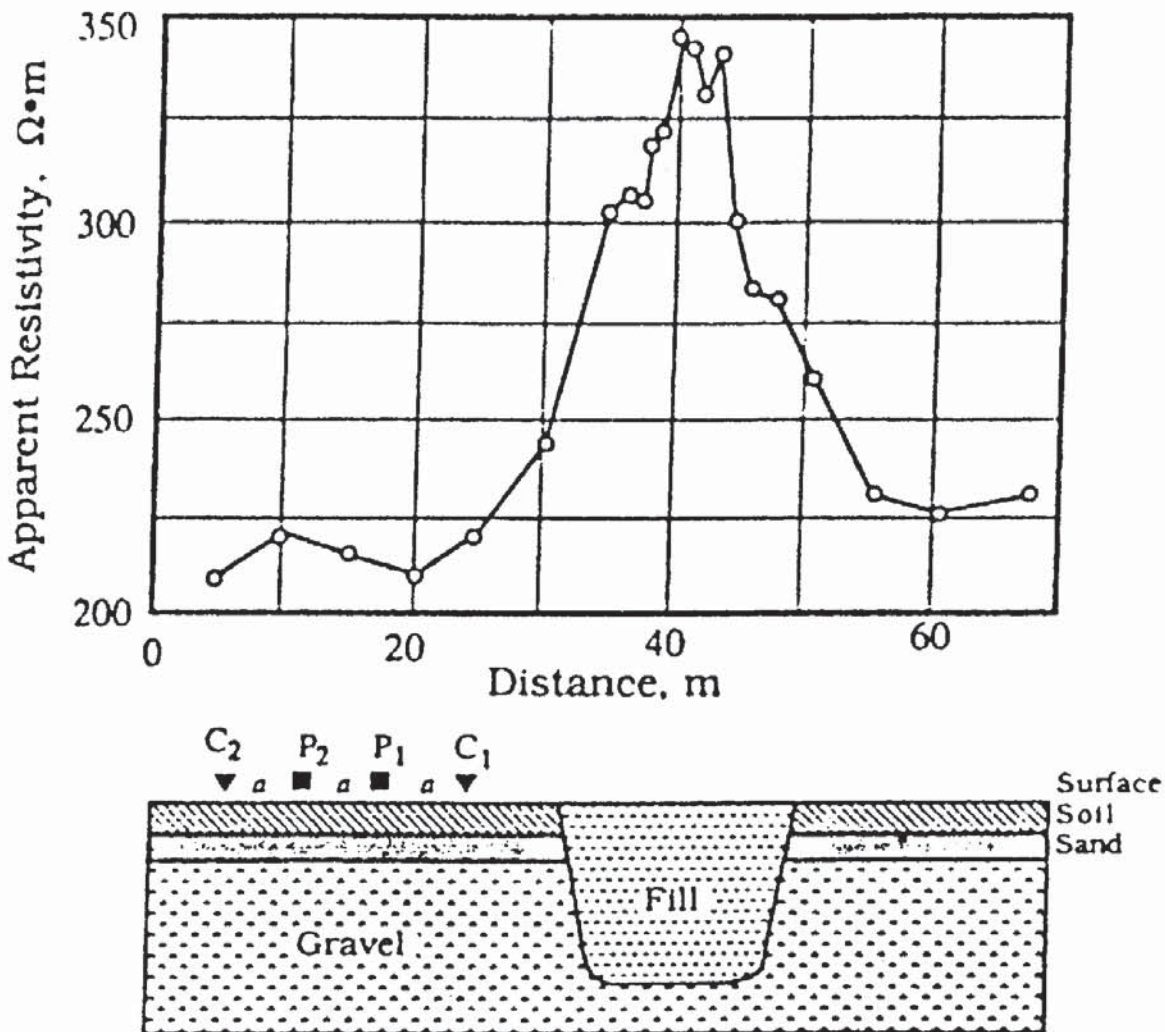 350
300
250
200
Apparent Resistivity, Ω•m
0 20 40 60
Distance, m
C2 P2 P1 C1
a a a
Surface
Soil
Sand
Fill
Gravel